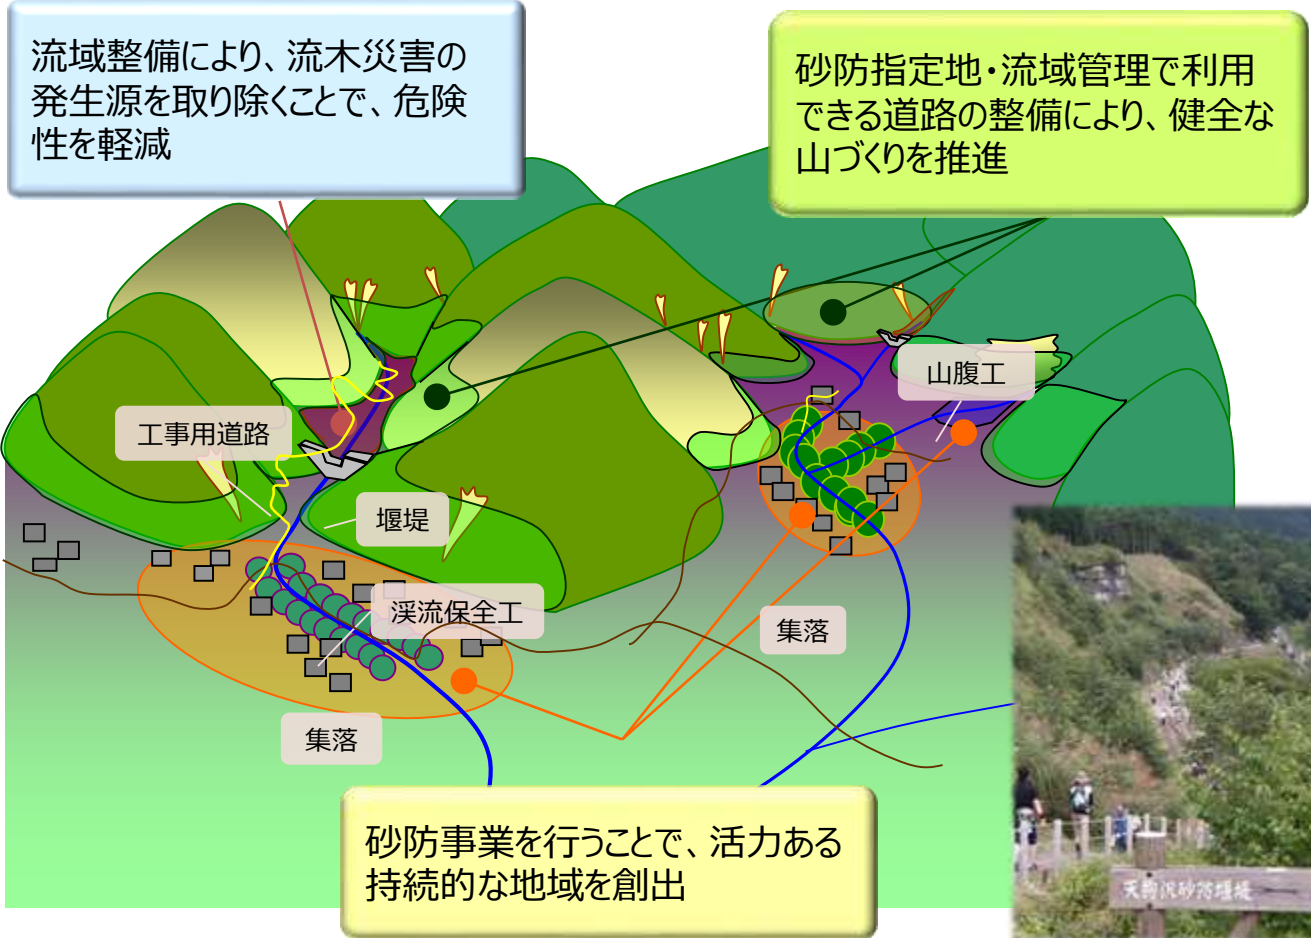 流域整備により、流木災害の
発生源を取り除くことで、危険
性を軽減
砂防指定地・流域管理で利用
できる道路の整備により、健全な
山づくりを推進
山腹工
工事用道路
堰堤
渓流保全工
集落
集落
砂防事業を行うことで、活力ある
持続的な地域を創出
天狗沢砂防堰堤